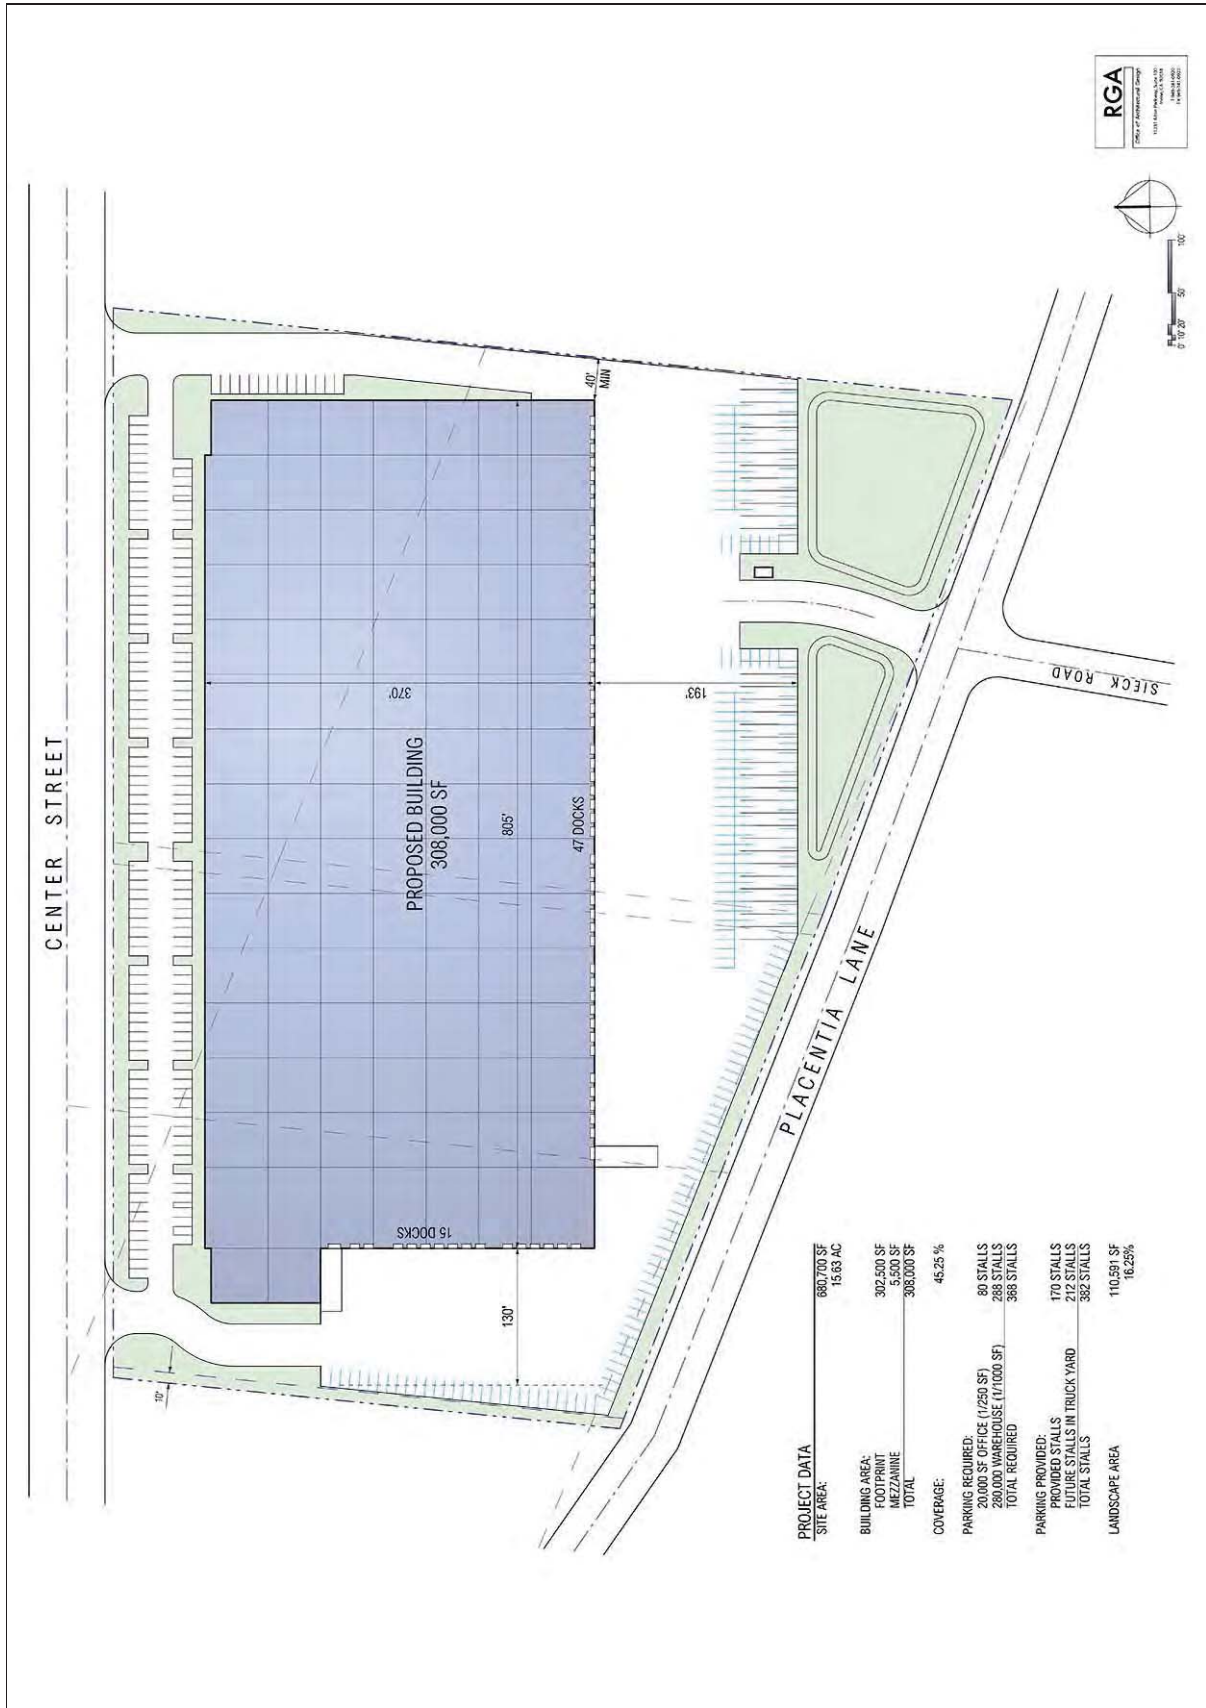 RGA
Office of Architectural Design
0' 10' 20' 50' 100'
CENTER STREET
40'
MIN
370'
193'
PROPOSED BUILDING
308,000 SF
805'
47 DOCKS
15 DOCKS
130'
10'
SIECK ROAD
PLACENTIA LANE
PROJECT DATA
SITE AREA: 680,700 SF
15.63 AC
BUILDING AREA:
FOOTPRINT 302,500 SF
MEZZANINE 5,500 SF
TOTAL 308,000 SF
COVERAGE: 45.25 %
PARKING REQUIRED:
20,000 SF OFFICE (1/250 SF) 80 STALLS
280,000 WAREHOUSE (1/1000 SF) 288 STALLS
TOTAL REQUIRED 368 STALLS
PARKING PROVIDED:
PROVIDED STALLS 170 STALLS
FUTURE STALLS IN TRUCK YARD 212 STALLS
TOTAL STALLS 382 STALLS
LANDSCAPE AREA 110,591 SF
16.25%